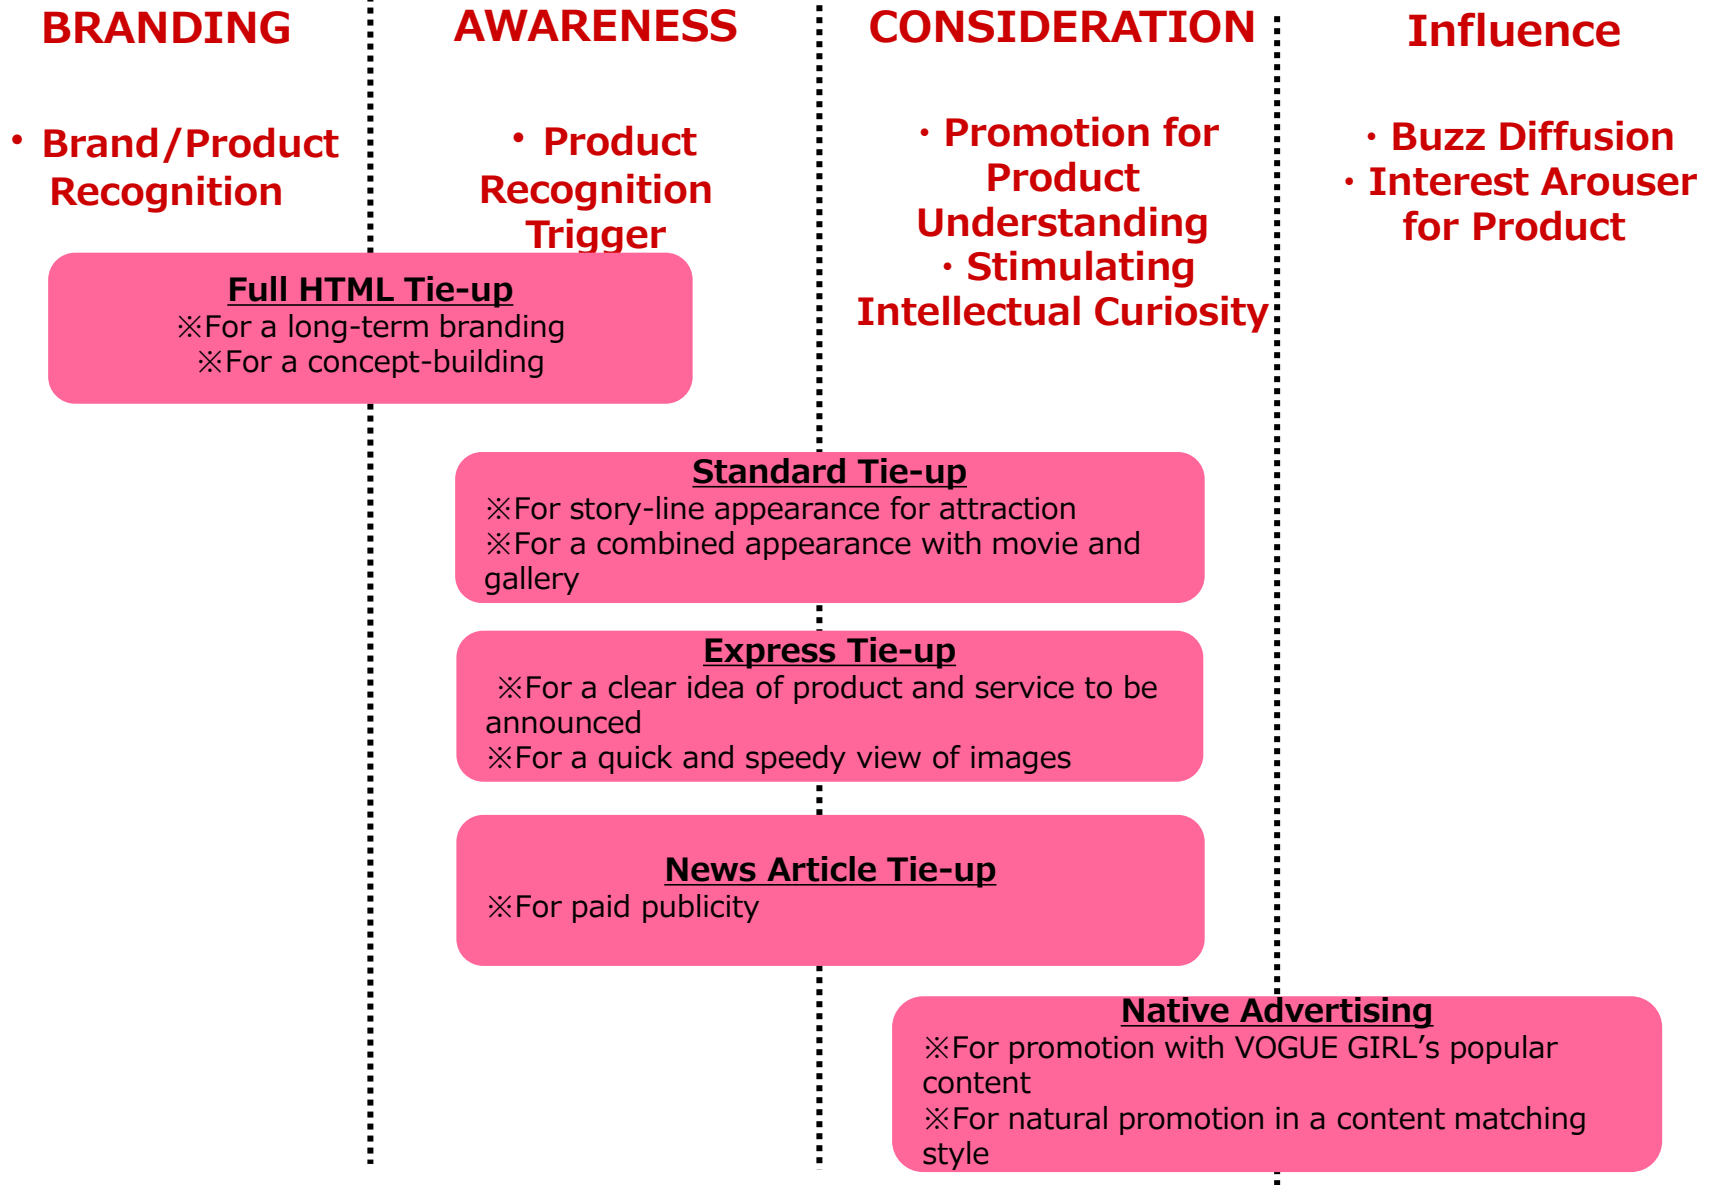 BRANDING
・Brand/Product
Recognition
AWARENESS
・Product
Recognition
Trigger
CONSIDERATION
・Promotion for
Product
Understanding
・Stimulating
Intellectual Curiosity
Influence
・Buzz Diffusion
・Interest Arouser
for Product
Full HTML Tie-up
※For a long-term branding
※For a concept-building
Standard Tie-up
※For story-line appearance for attraction
※For a combined appearance with movie and
gallery
Express Tie-up
※For a clear idea of product and service to be
announced
※For a quick and speedy view of images
News Article Tie-up
※For paid publicity
Native Advertising
※For promotion with VOGUE GIRL’s popular
content
※For natural promotion in a content matching
style